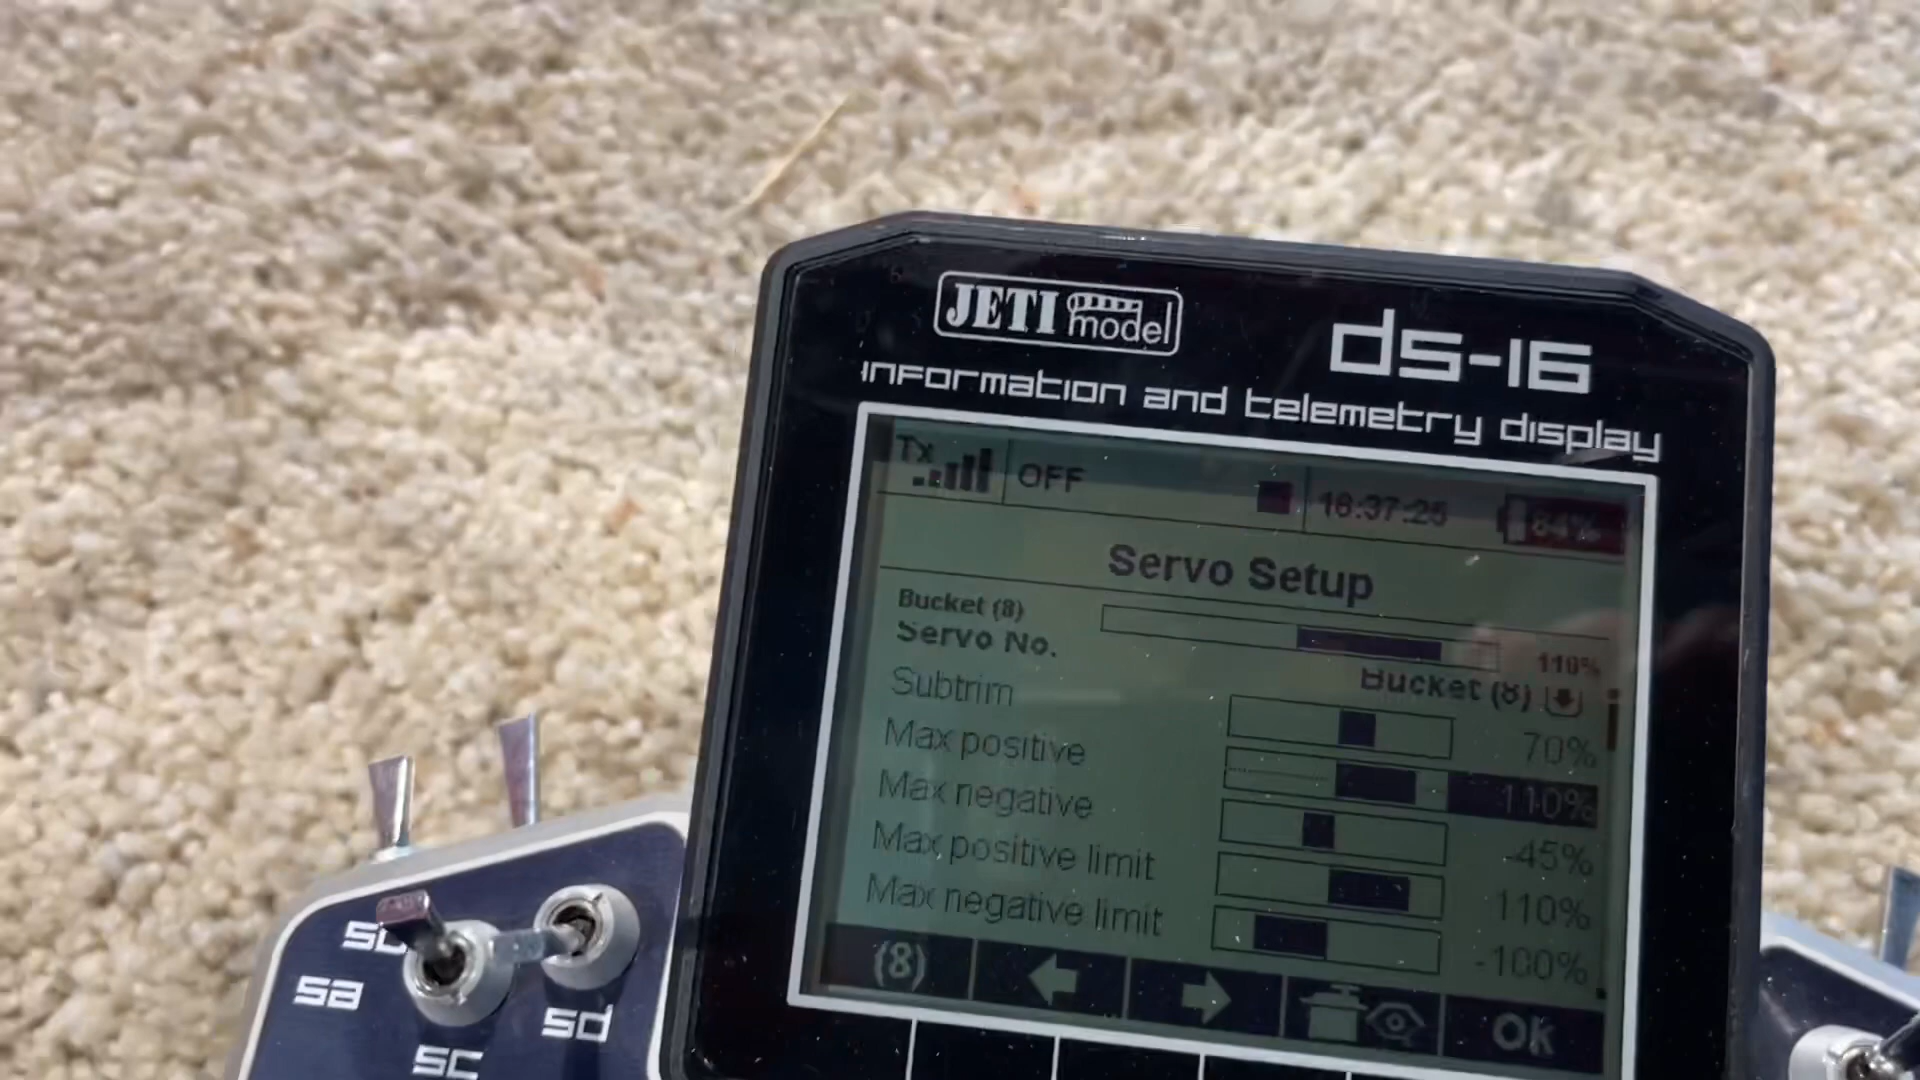 JETI model
ds-16
information and telemetry display
Tx OFF 16:37:25 84%
Servo Setup
Bucket (8) 110%
Servo No. Bucket (8)
Subtrim 70%
Max positive 110%
Max negative -45%
Max positive limit 110%
Max negative limit -100%
(8) OK
sa
sd
sc